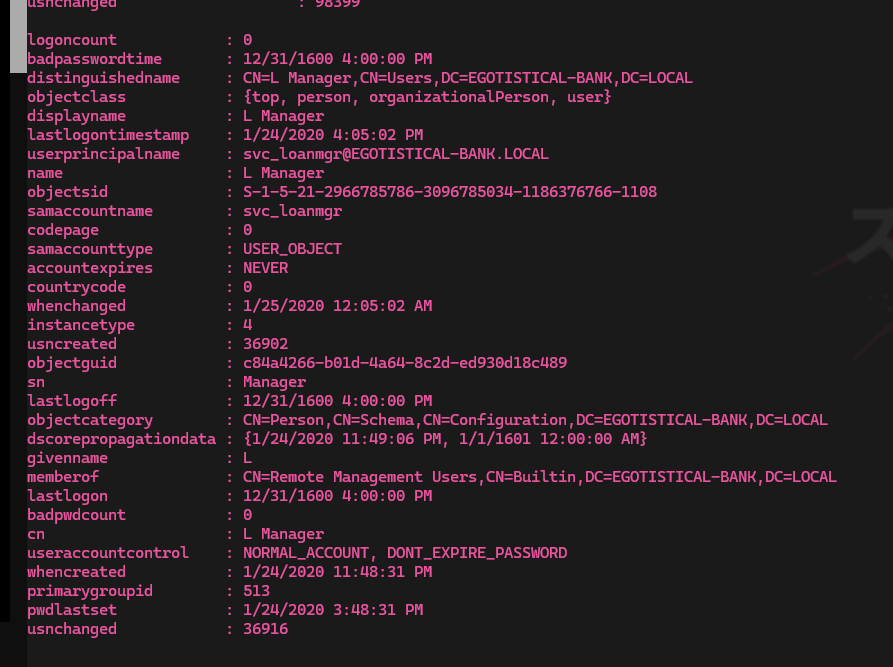 usnchanged : 98399
logoncount : 0
badpasswordtime : 12/31/1600 4:00:00 PM
distinguishedname : CN=L Manager,CN=Users,DC=EGOTISTICAL-BANK,DC=LOCAL
objectclass : {top, person, organizationalPerson, user}
displayname : L Manager
lastlogontimestamp : 1/24/2020 4:05:02 PM
userprincipalname : svc_loanmgr@EGOTISTICAL-BANK.LOCAL
name : L Manager
objectsid : S-1-5-21-2966785786-3096785034-1186376766-1108
samaccountname : svc_loanmgr
codepage : 0
samaccounttype : USER_OBJECT
accountexpires : NEVER
countrycode : 0
whenchanged : 1/25/2020 12:05:02 AM
instancetype : 4
usncreated : 36902
objectguid : c84a4266-b01d-4a64-8c2d-ed930d18c489
sn : Manager
lastlogoff : 12/31/1600 4:00:00 PM
objectcategory : CN=Person,CN=Schema,CN=Configuration,DC=EGOTISTICAL-BANK,DC=LOCAL
dscorepropagationdata : {1/24/2020 11:49:06 PM, 1/1/1601 12:00:00 AM}
givenname : L
memberof : CN=Remote Management Users,CN=Builtin,DC=EGOTISTICAL-BANK,DC=LOCAL
lastlogon : 12/31/1600 4:00:00 PM
badpwdcount : 0
cn : L Manager
useraccountcontrol : NORMAL_ACCOUNT, DONT_EXPIRE_PASSWORD
whencreated : 1/24/2020 11:48:31 PM
primarygroupid : 513
pwdlastset : 1/24/2020 3:48:31 PM
usnchanged : 36916